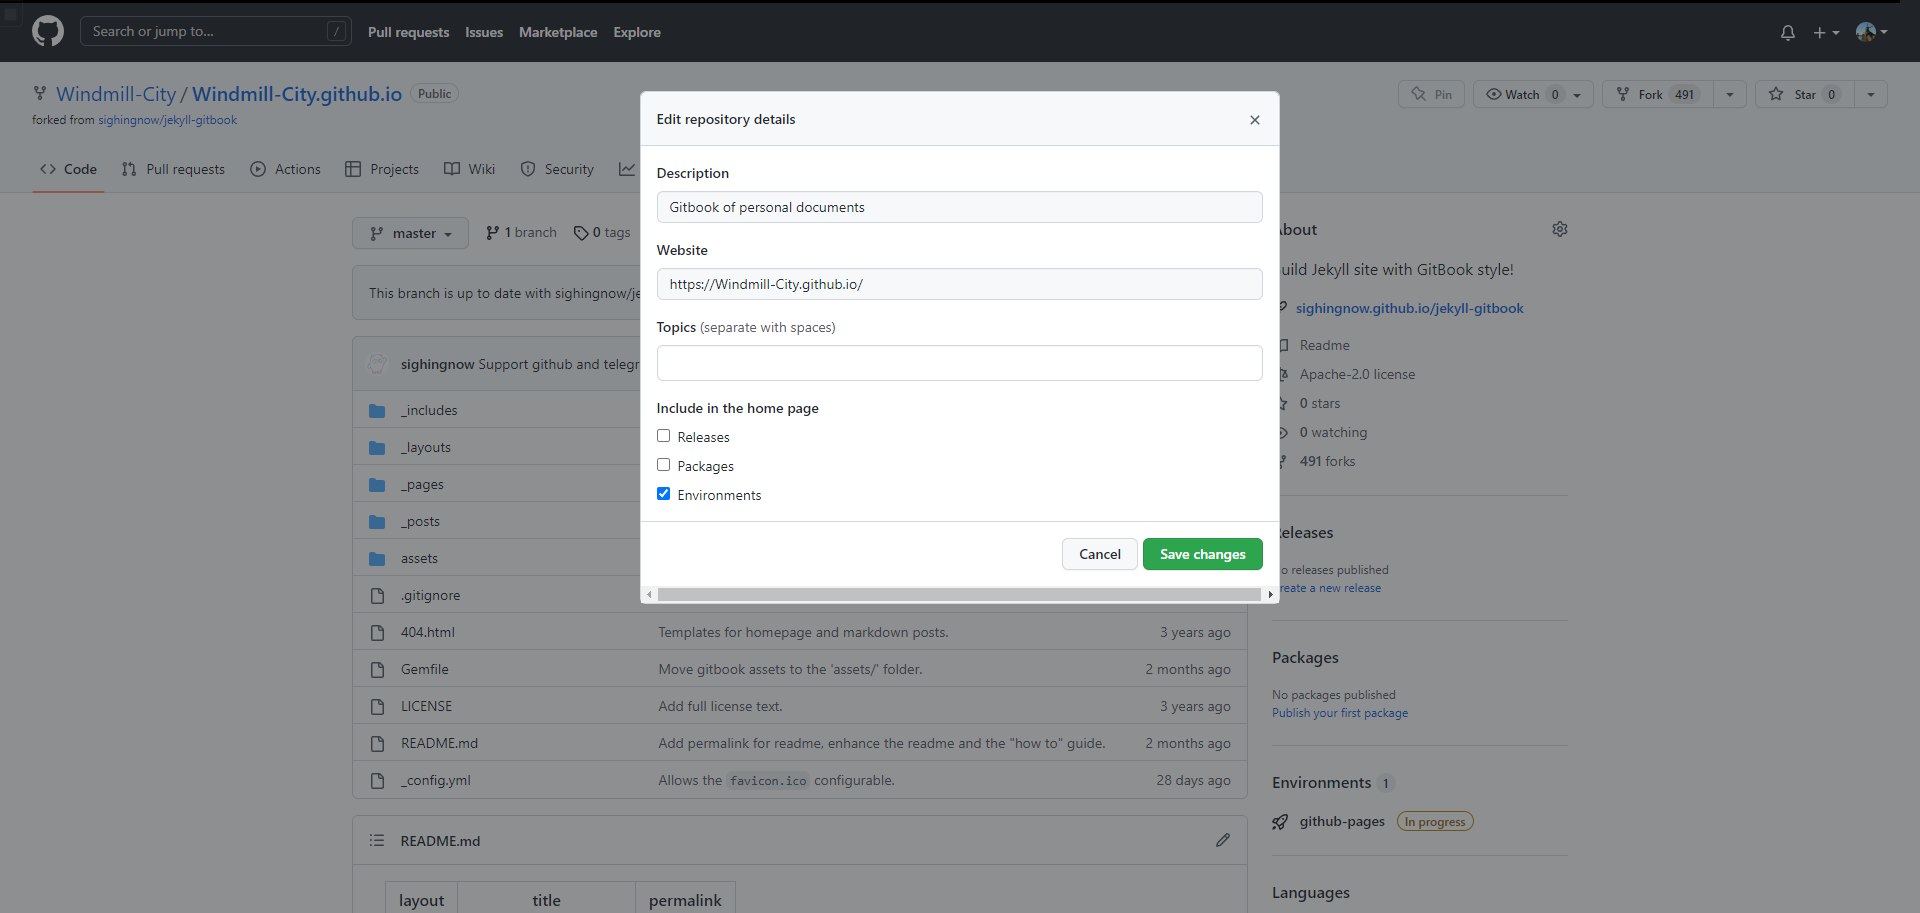 Search or jump to... /
Pull requests Issues Marketplace Explore
Windmill-City / Windmill-City.github.io Public
forked from sighingnow/jekyll-gitbook
Pin Watch 0 Fork 491 Star 0
Code Pull requests Actions Projects Wiki Security
Edit repository details
Description
Gitbook of personal documents
Website
https://Windmill-City.github.io/
Topics (separate with spaces)
Include in the home page
Releases
Packages
Environments
Cancel Save changes
master 1 branch 0 tags
This branch is up to date with sighingnow/je
sighingnow Support github and telegr
_includes
_layouts
_pages
_posts
assets
.gitignore
404.html Templates for homepage and markdown posts. 3 years ago
Gemfile Move gitbook assets to the 'assets/' folder. 2 months ago
LICENSE Add full license text. 3 years ago
README.md Add permalink for readme, enhance the readme and the "how to" guide. 2 months ago
_config.yml Allows the favicon.ico configurable. 28 days ago
README.md
layout title permalink
bout
uild Jekyll site with GitBook style!
sighingnow.github.io/jekyll-gitbook
Readme
Apache-2.0 license
0 stars
0 watching
491 forks
eleases
o releases published
reate a new release
Packages
No packages published
Publish your first package
Environments 1
github-pages In progress
Languages